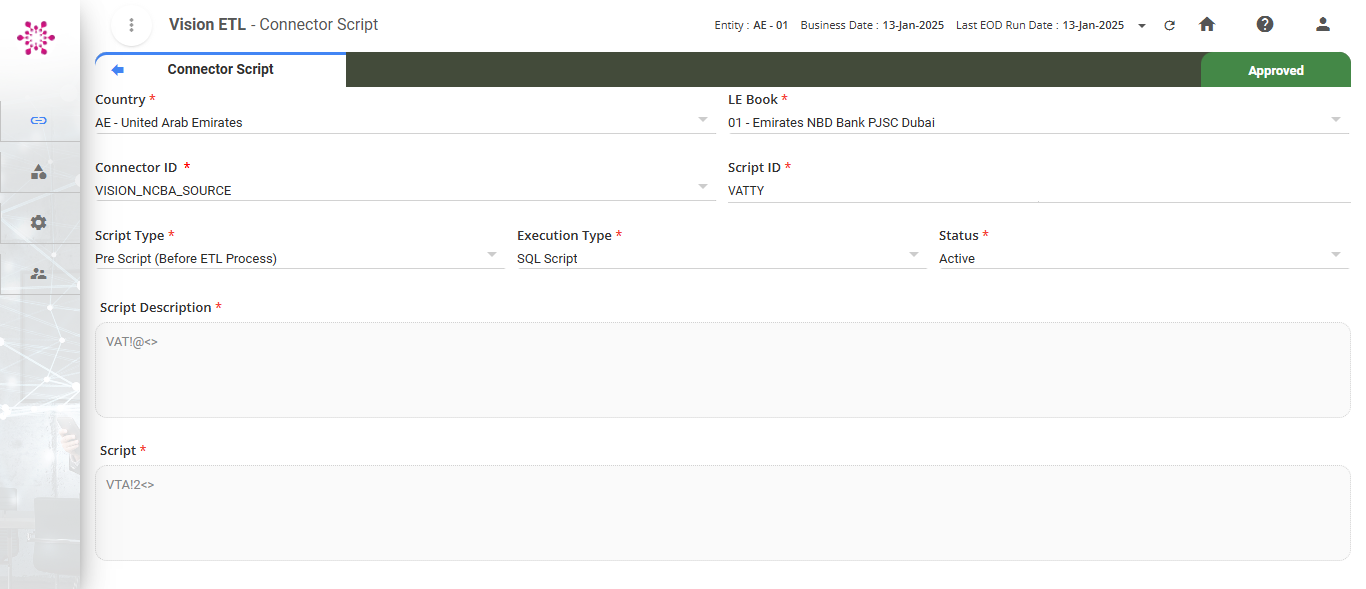 Vision ETL - Connector Script
Entity : AE - 01 Business Date : 13-Jan-2025 Last EOD Run Date : 13-Jan-2025
Connector Script
Approved
Country *
LE Book *
AE - United Arab Emirates
01 - Emirates NBD Bank PJSC Dubai
Connector ID *
Script ID *
VISION_NCBA_SOURCE
VATTY
Script Type *
Execution Type *
Status *
Pre Script (Before ETL Process)
SQL Script
Active
Script Description *
VAT!@<>
Script *
VTA!2<>